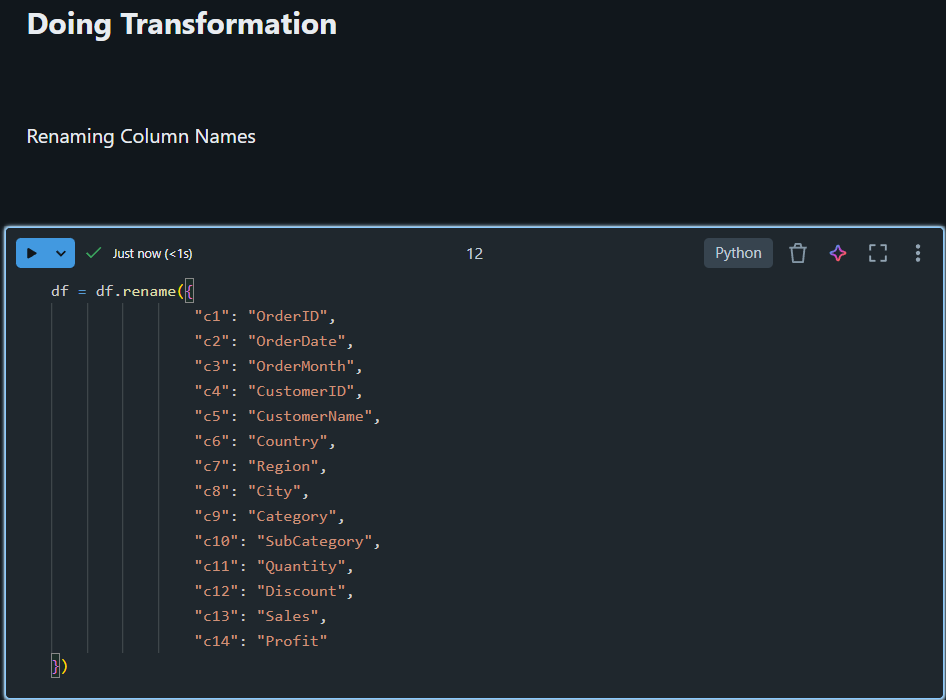 Doing Transformation
Renaming Column Names
Just now (<1s) 12 Python
df = df.rename({
"c1": "OrderID",
"c2": "OrderDate",
"c3": "OrderMonth",
"c4": "CustomerID",
"c5": "CustomerName",
"c6": "Country",
"c7": "Region",
"c8": "City",
"c9": "Category",
"c10": "SubCategory",
"c11": "Quantity",
"c12": "Discount",
"c13": "Sales",
"c14": "Profit"
})